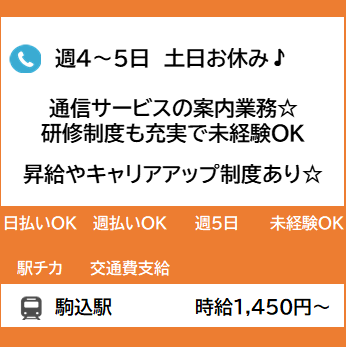 週4～5日 土日お休み♪
通信サービスの案内業務☆
研修制度も充実で未経験OK
昇給やキャリアアップ制度あり☆
日払いOK 週払いOK 週5日 未経験OK
駅チカ 交通費支給
駒込駅 時給1,450円～